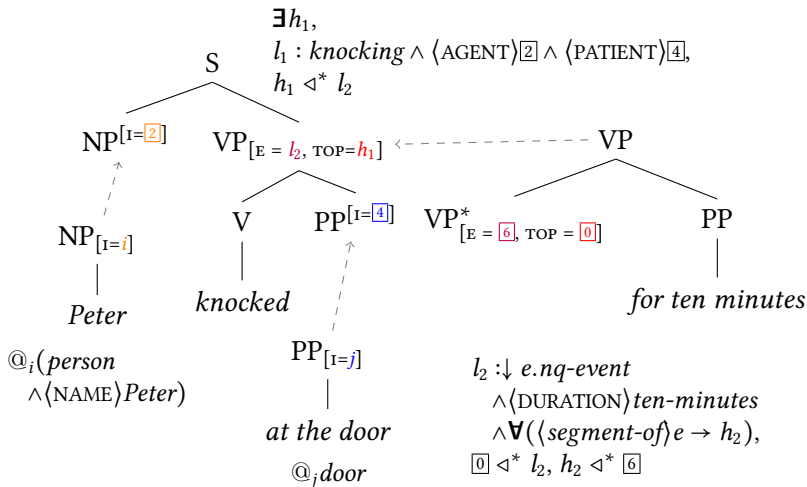 ∃h₁,
l₁ : knocking ∧ ⟨AGENT⟩[2] ∧ ⟨PATIENT⟩[4],
h₁ ◁* l₂
S
NP[I=[2]] VP[E = l₂, TOP=h₁] VP
V PP[I=[4]] VP*[E = [6], TOP = [0]] PP
NP[I=i] knocked for ten minutes
Peter
PP[I=j]
@ᵢ(person l₂ :↓ e.nq-event
∧⟨NAME⟩Peter) ∧⟨DURATION⟩ten-minutes
at the door ∧∀(⟨segment-of⟩e → h₂),
@ⱼdoor [0] ◁* l₂, h₂ ◁* [6]